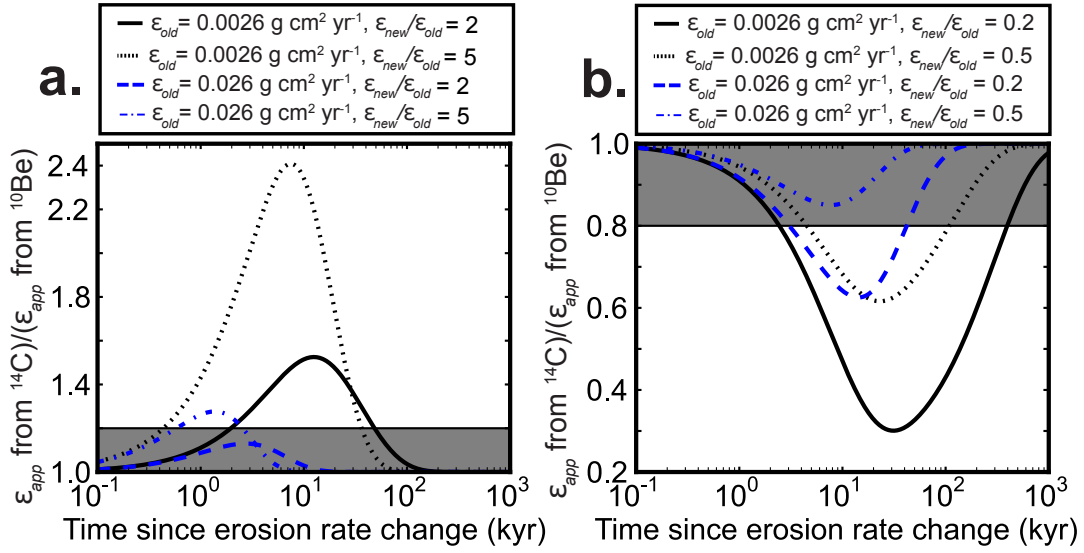 a.
ε_old = 0.0026 g cm² yr⁻¹, ε_new/ε_old = 2
ε_old = 0.0026 g cm² yr⁻¹, ε_new/ε_old = 5
ε_old = 0.026 g cm² yr⁻¹, ε_new/ε_old = 2
ε_old = 0.026 g cm² yr⁻¹, ε_new/ε_old = 5
ε_app from ¹⁴C)/(ε_app from ¹⁰Be)
2.4
2.2
1.8
1.4
1.0
10⁻¹ 10⁰ 10¹ 10² 10³
Time since erosion rate change (kyr)
b.
ε_old = 0.0026 g cm² yr⁻¹, ε_new/ε_old = 0.2
ε_old = 0.0026 g cm² yr⁻¹, ε_new/ε_old = 0.5
ε_old = 0.026 g cm² yr⁻¹, ε_new/ε_old = 0.2
ε_old = 0.026 g cm² yr⁻¹, ε_new/ε_old = 0.5
ε_app from ¹⁴C)/(ε_app from ¹⁰Be)
1.0
0.8
0.6
0.4
0.2
10⁻¹ 10⁰ 10¹ 10² 10³
Time since erosion rate change (kyr)